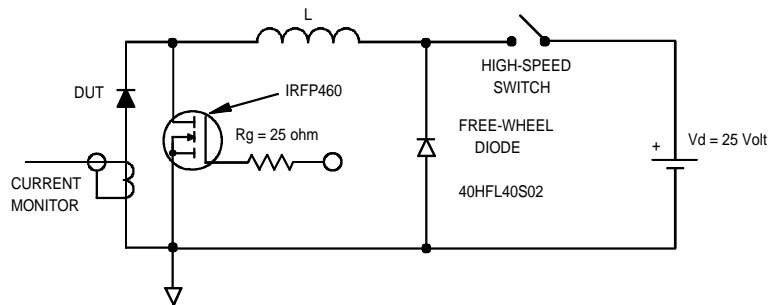 L
HIGH-SPEED
SWITCH
DUT
IRFP460
Rg = 25 ohm
FREE-WHEEL
DIODE
40HFL40S02
+
Vd = 25 Volt
CURRENT
MONITOR